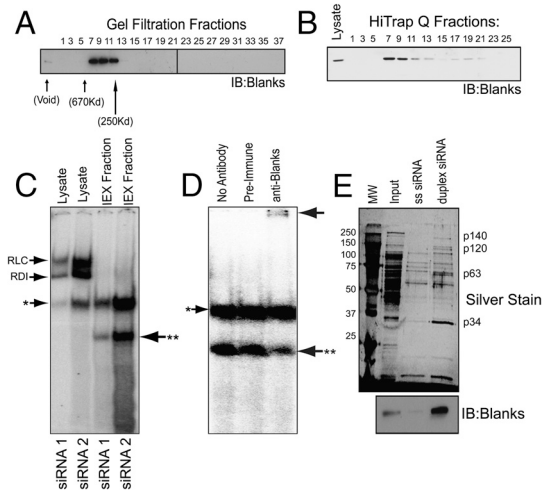 A
Gel Filtration Fractions
1 3 5 7 9 11 13 15 17 19 21 23 25 27 29 31 33 35 37
IB:Blanks
(Void)
(670Kd)
(250Kd)
B
HiTrap Q Fractions:
Lysate 1 3 5 7 9 11 13 15 17 19 21 23 25
IB:Blanks
C
Lysate Lysate IEX Fraction IEX Fraction
RLC
RDI
*
**
siRNA 1 siRNA 2 siRNA 1 siRNA 2
D
No Antibody Pre-Immune anti-Blanks
*
**
E
MW Input ss siRNA duplex siRNA
250
150
100
75
50
37
25
p140
p120
p63
p34
Silver Stain
IB:Blanks